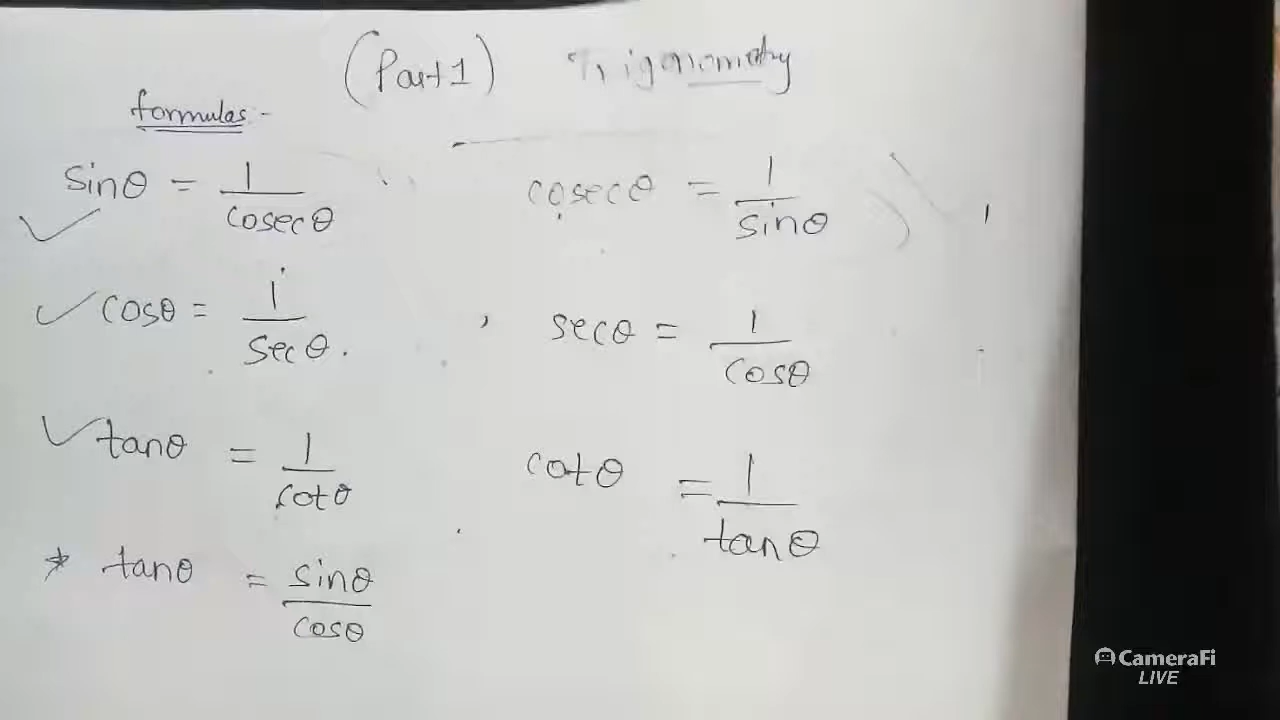 (Part 1) Trigonometry
formulas:-
sinθ = 1/cosecθ cosecθ = 1/sinθ
cosθ = 1/secθ. , secθ = 1/cosθ
tanθ = 1/cotθ cotθ = 1/tanθ
* tanθ = sinθ/cosθ
CameraFi
LIVE